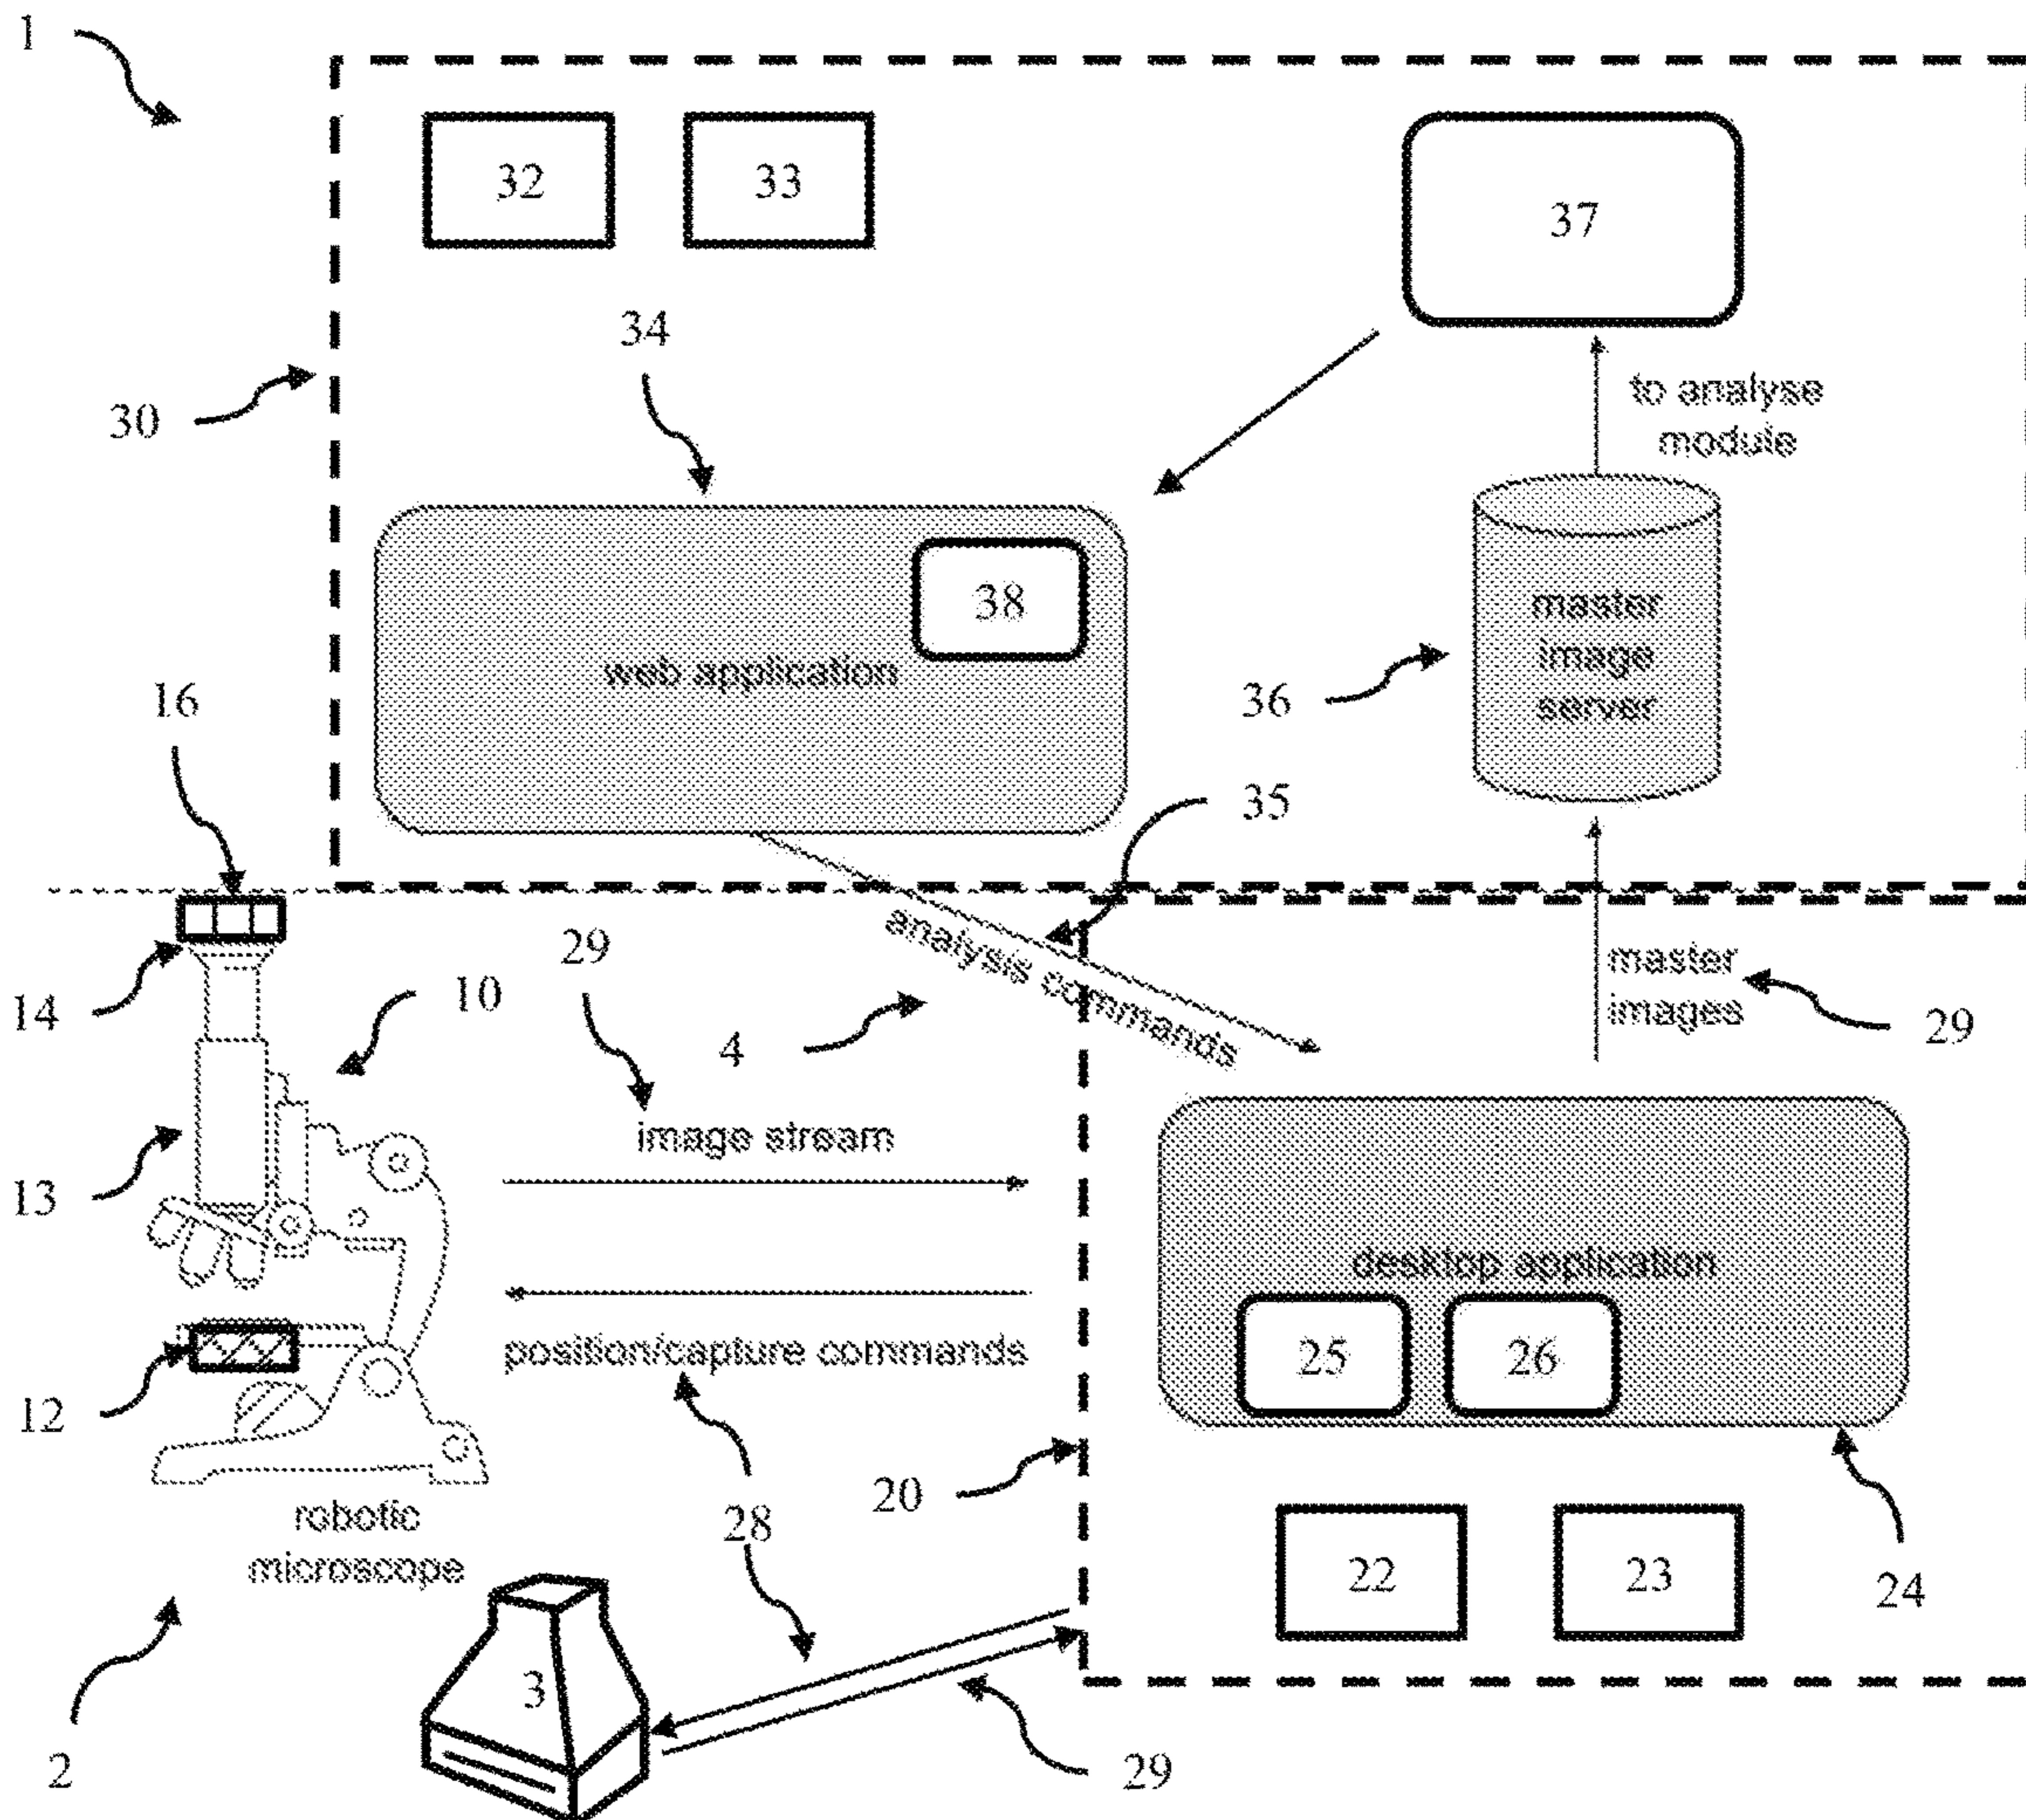 1
32
33
37
34
30
to analyse
module
38
web application
master
image
server
36
16
35
analysis commands
29
10
14
4
master
images
29
image stream
13
desktop application
25
26
position/capture commands
12
20
28
robotic
microscope
22
23
24
3
2
29